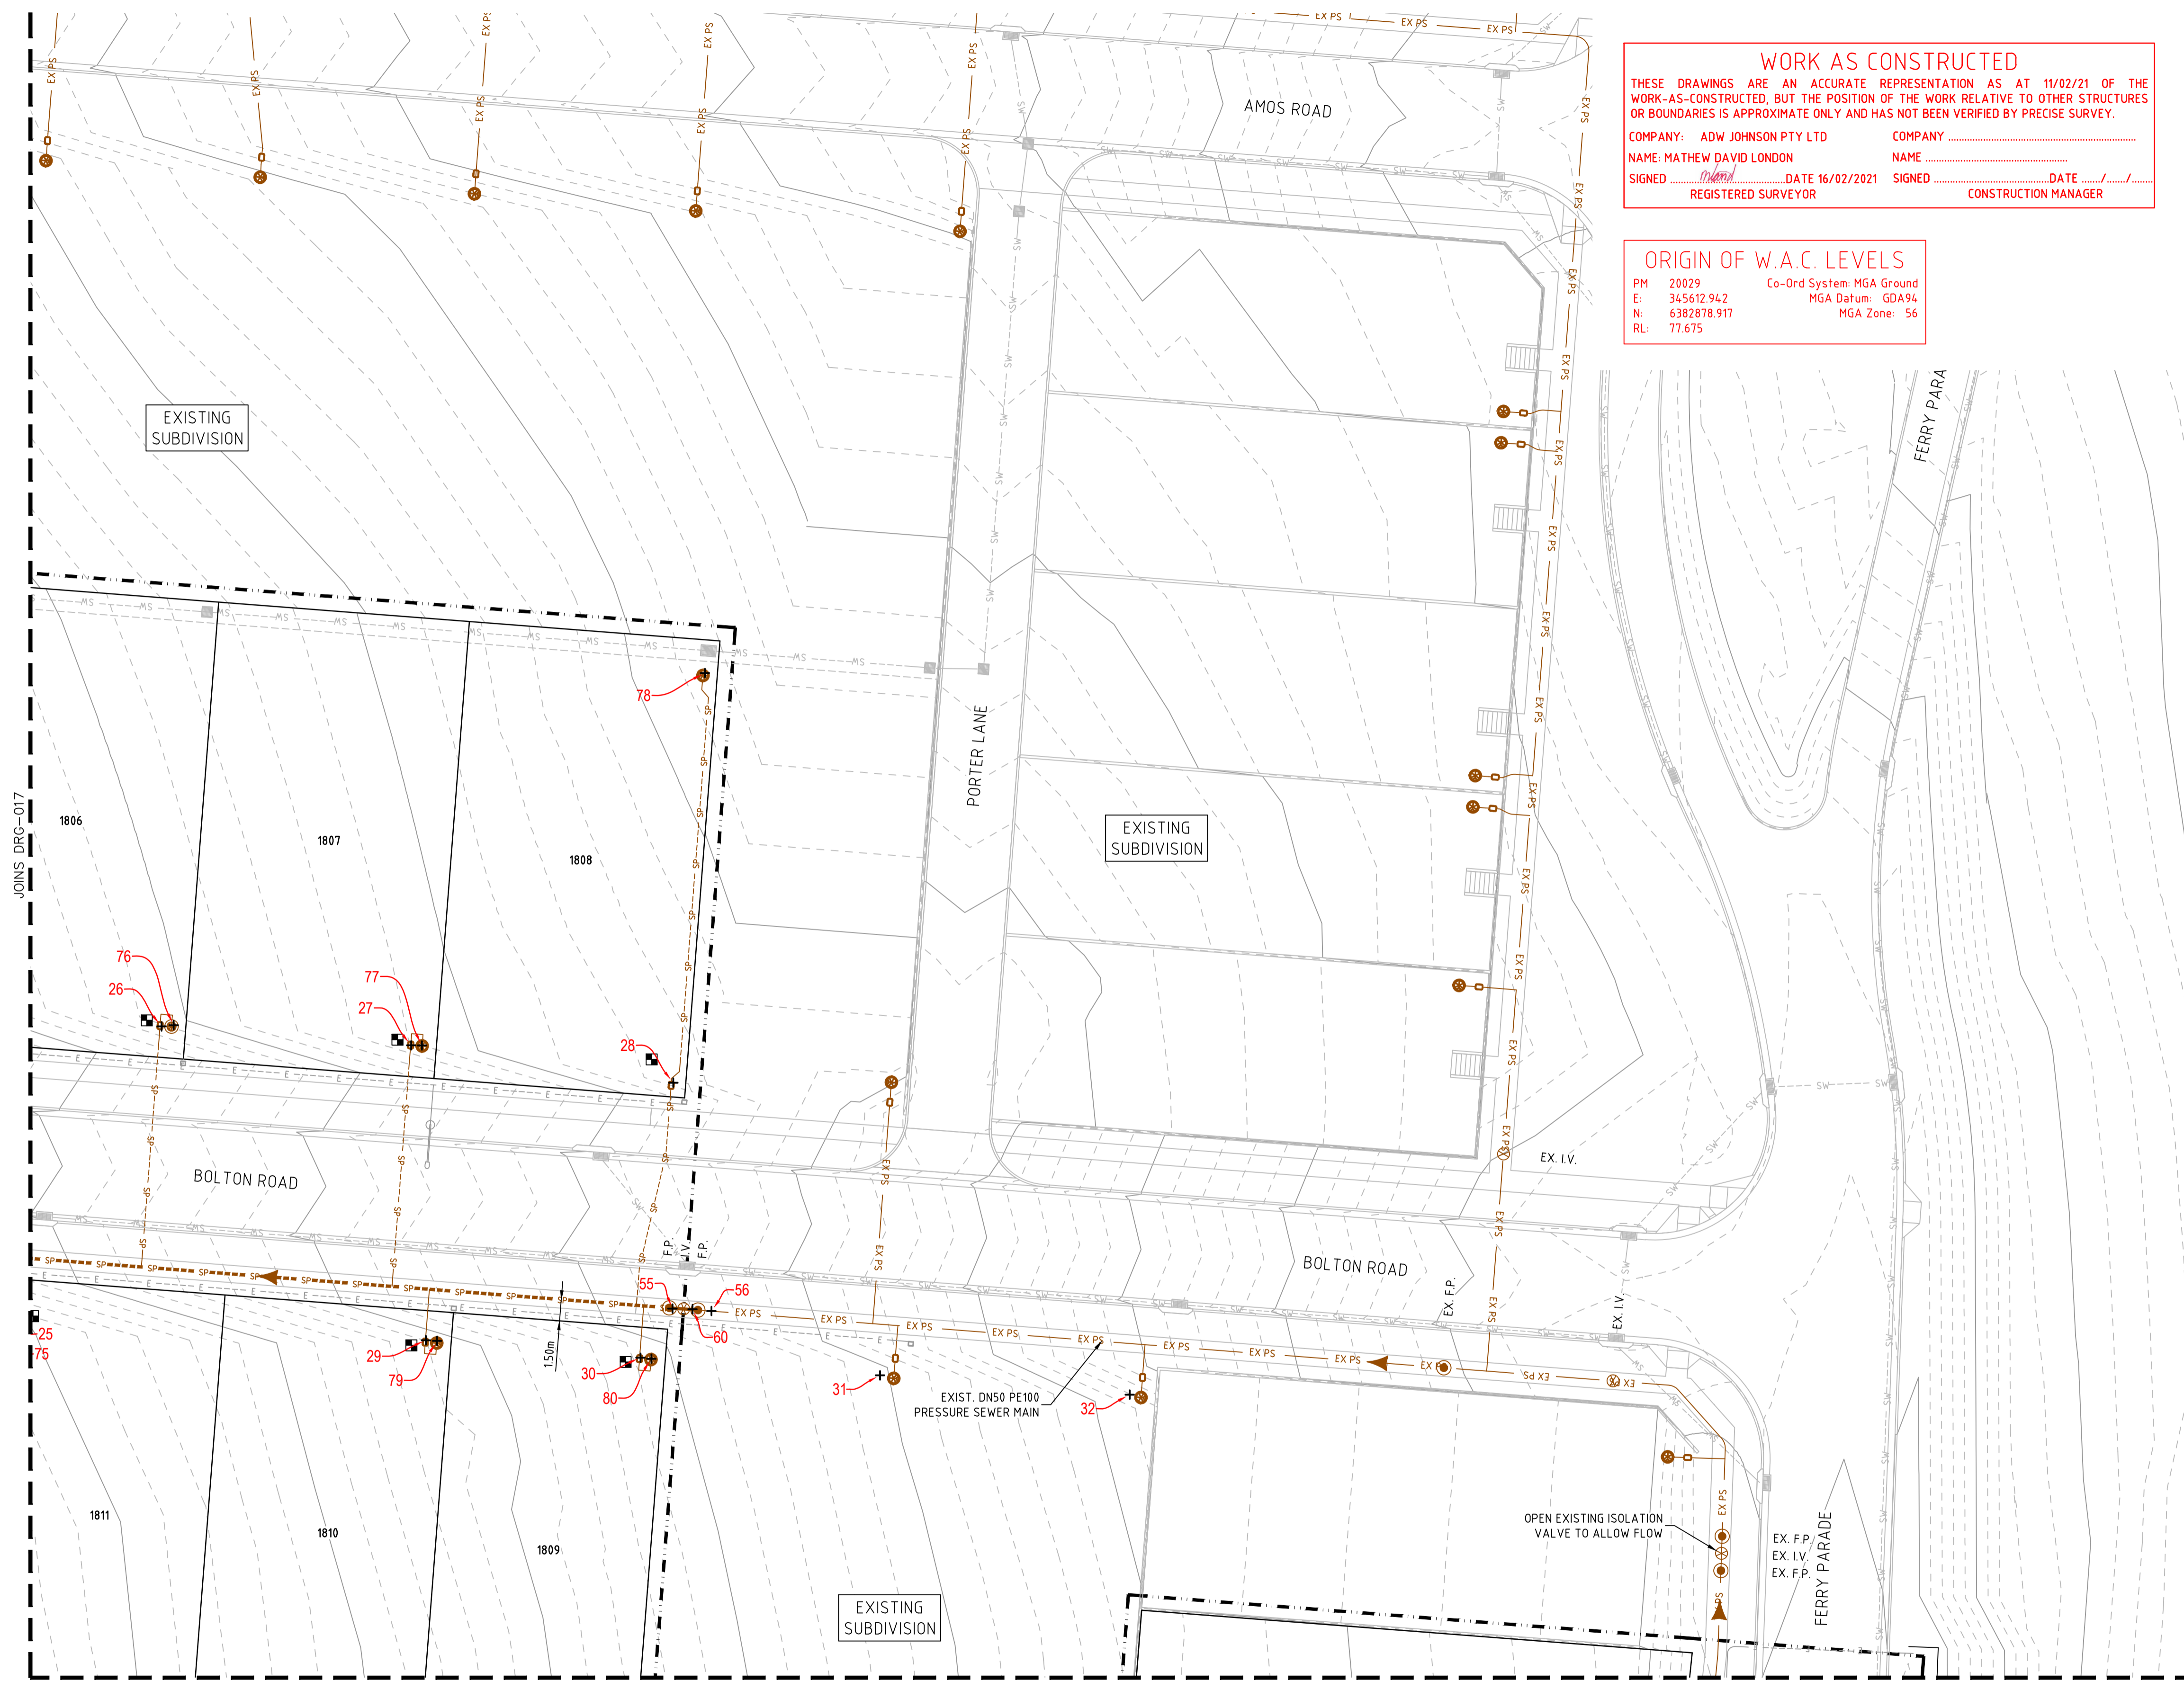 WORK AS CONSTRUCTED
THESE DRAWINGS ARE AN ACCURATE REPRESENTATION AS AT 11/02/21 OF THE
WORK-AS-CONSTRUCTED, BUT THE POSITION OF THE WORK RELATIVE TO OTHER STRUCTURES
OR BOUNDARIES IS APPROXIMATE ONLY AND HAS NOT BEEN VERIFIED BY PRECISE SURVEY.
COMPANY: ADW JOHNSON PTY LTD COMPANY
NAME: MATHEW DAVID LONDON NAME
SIGNED DATE 16/02/2021 SIGNED DATE ...../...../.....
REGISTERED SURVEYOR CONSTRUCTION MANAGER
ORIGIN OF W.A.C. LEVELS
PM 20029 Co-Ord System: MGA Ground
E: 345612.942 MGA Datum: GDA94
N: 6382878.917 MGA Zone: 56
RL: 77.675
AMOS ROAD
FERRY PARA
EXISTING
SUBDIVISION
PORTER LANE
78
JOINS DRG-017
1806
1807
1808
EXISTING
SUBDIVISION
76
26
77
27
28
BOLTON ROAD
EX. I.V.
F.P.
I.V.
F.P.
BOLTON ROAD
EX. F.P.
EX. I.V.
55
56
60
25
75
29
79
1.50m
30
80
31
32
EXIST. DN50 PE100
PRESSURE SEWER MAIN
1811
1810
1809
OPEN EXISTING ISOLATION
VALVE TO ALLOW FLOW
EX. F.P.
EX. I.V.
EX. F.P.
FERRY PARADE
EXISTING
SUBDIVISION
EX PS
SP
SW
E